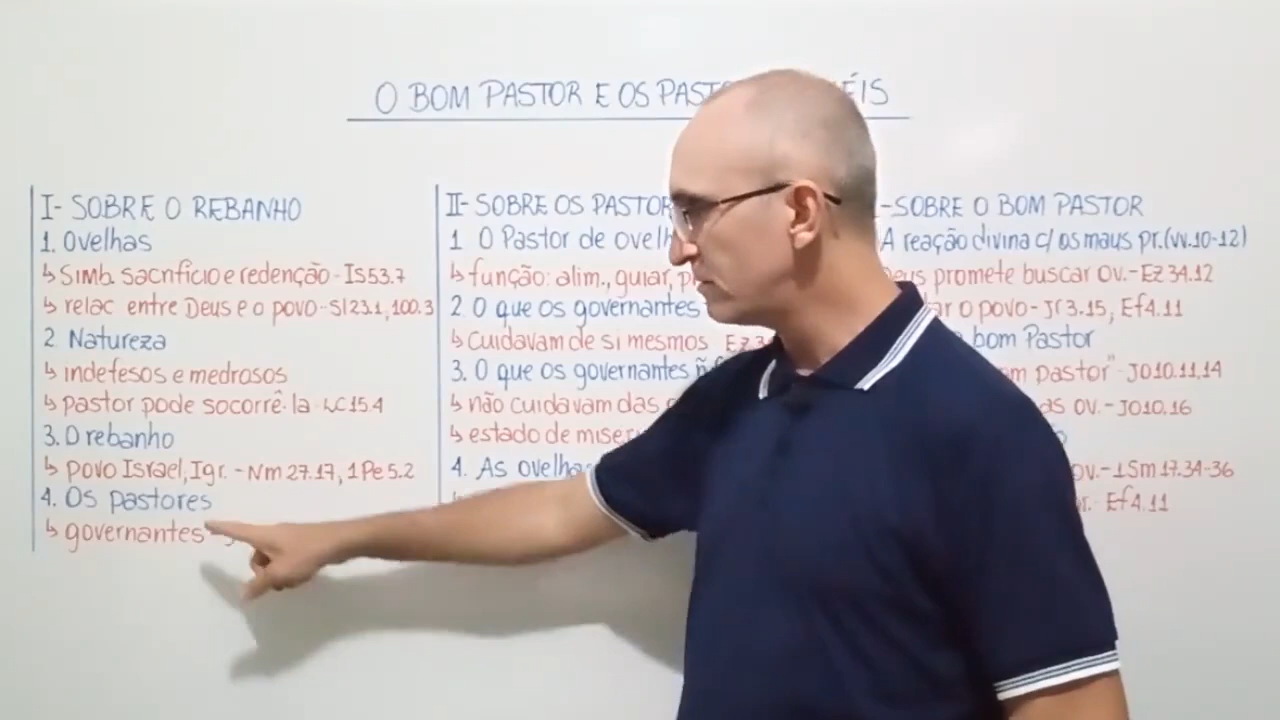 O BOM PASTOR E OS PAST ÉIS
I- SOBRE O REBANHO
1. Ovelhas
↳ Simb. sacrifício e redenção - Is 53.7
↳ relac entre Deus e o povo - Sl 23.1, 100.3
2. Natureza
↳ indefesos e medrosos
↳ pastor pode socorrê-la - LC 15.4
3. O rebanho
↳ povo Israel, Igr. - Nm 27.17, 1Pe 5.2
4. Os pastores
↳ governantes
II- SOBRE OS PASTOR
1 O Pastor de ovelh
↳ função: alim., guiar, p
2. O que os governantes
↳ Cuidavam de si mesmos Ez 3
3. O que os governantes ñ
↳ não cuidavam das
↳ estado de miser
4. As ovelha
-SOBRE O BOM PASTOR
A reação divina c/ os maus pr. (vv. 10-12)
eus promete buscar ov. - Ez 34.12
ar o povo - Jr 3.15, Ef 4.11
bom Pastor
m pastor" - JO 10.11,14
as ov. - JO 10.16
ov. - 1Sm 17.34-36
r. - Ef 4.11